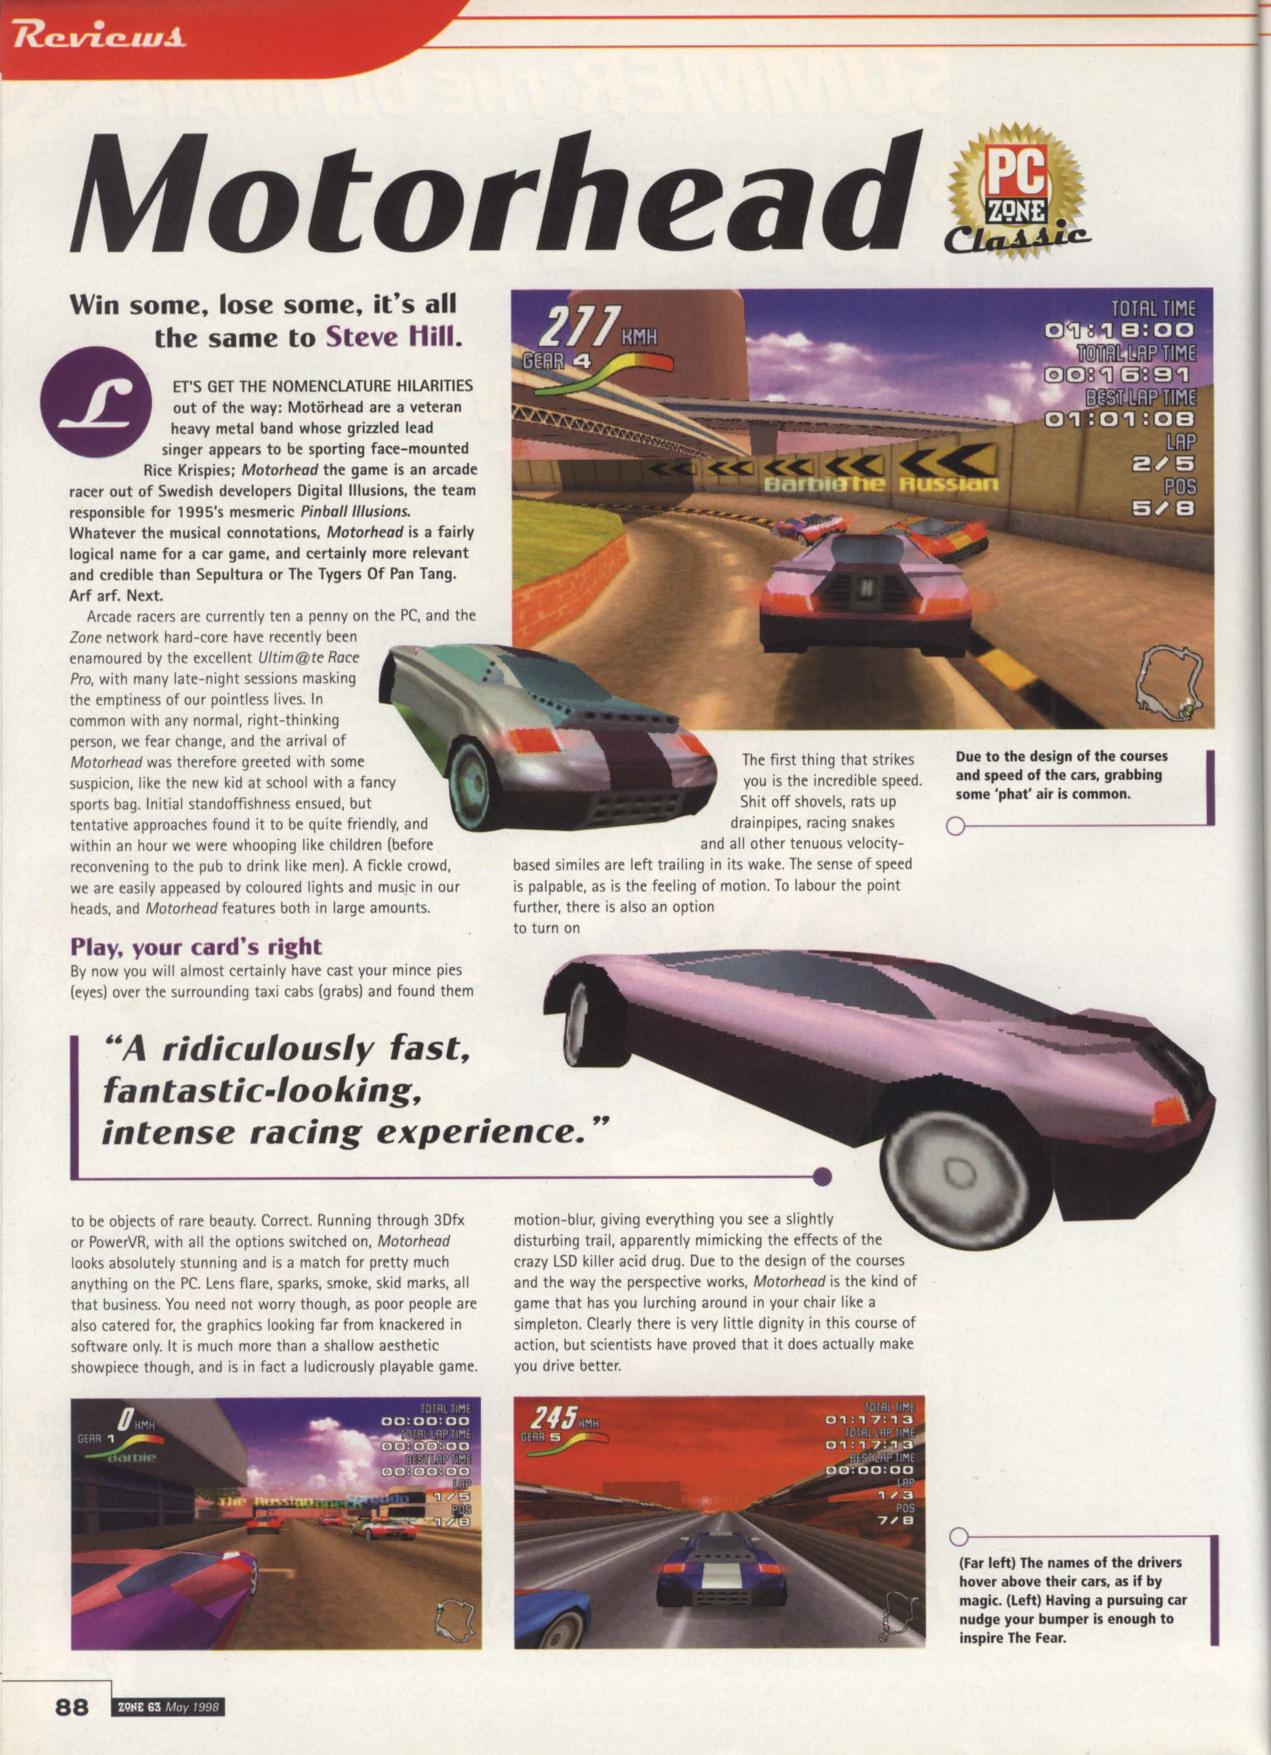 Reviews
Motorhead
PC
ZONE
Classic
Win some, lose some, it's all
the same to Steve Hill.
LET'S GET THE NOMENCLATURE HILARITIES
out of the way: Motörhead are a veteran
heavy metal band whose grizzled lead
singer appears to be sporting face-mounted
Rice Krispies; Motorhead the game is an arcade
racer out of Swedish developers Digital Illusions, the team
responsible for 1995's mesmeric Pinball Illusions.
Whatever the musical connotations, Motorhead is a fairly
logical name for a car game, and certainly more relevant
and credible than Sepultura or The Tygers Of Pan Tang.
Arf arf. Next.
Arcade racers are currently ten a penny on the PC, and the
Zone network hard-core have recently been
enamoured by the excellent Ultim@te Race
Pro, with many late-night sessions masking
the emptiness of our pointless lives. In
common with any normal, right-thinking
person, we fear change, and the arrival of
Motorhead was therefore greeted with some
suspicion, like the new kid at school with a fancy
sports bag. Initial standoffishness ensued, but
tentative approaches found it to be quite friendly, and
within an hour we were whooping like children (before
reconvening to the pub to drink like men). A fickle crowd,
we are easily appeased by coloured lights and music in our
heads, and Motorhead features both in large amounts.
Play, your card's right
By now you will almost certainly have cast your mince pies
(eyes) over the surrounding taxi cabs (grabs) and found them
"A ridiculously fast,
fantastic-looking,
intense racing experience."
to be objects of rare beauty. Correct. Running through 3Dfx
or PowerVR, with all the options switched on, Motorhead
looks absolutely stunning and is a match for pretty much
anything on the PC. Lens flare, sparks, smoke, skid marks, all
that business. You need not worry though, as poor people are
also catered for, the graphics looking far from knackered in
software only. It is much more than a shallow aesthetic
showpiece though, and is in fact a ludicrously playable game.
277 KMH
GEAR 4
TOTAL TIME
01:18:00
TOTAL LAP TIME
00:16:91
BEST LAP TIME
01:01:08
LAP
2/5
POS
5/8
Barbie The Russian
The first thing that strikes
you is the incredible speed.
Shit off shovels, rats up
drainpipes, racing snakes
and all other tenuous velocity-
based similes are left trailing in its wake. The sense of speed
is palpable, as is the feeling of motion. To labour the point
further, there is also an option
to turn on
motion-blur, giving everything you see a slightly
disturbing trail, apparently mimicking the effects of the
crazy LSD killer acid drug. Due to the design of the courses
and the way the perspective works, Motorhead is the kind of
game that has you lurching around in your chair like a
simpleton. Clearly there is very little dignity in this course of
action, but scientists have proved that it does actually make
you drive better.
Due to the design of the courses
and speed of the cars, grabbing
some 'phat' air is common.
0 KMH
GEAR 1
Barbie
The Russian
TOTAL TIME
00:00:00
TOTAL LAP TIME
00:00:00
BEST LAP TIME
00:00:00
LAP
1/5
POS
1/8
245 KMH
GEAR 5
TOTAL TIME
01:17:13
TOTAL LAP TIME
01:17:13
BEST LAP TIME
00:00:00
LAP
1/3
POS
7/8
(Far left) The names of the drivers
hover above their cars, as if by
magic. (Left) Having a pursuing car
nudge your bumper is enough to
inspire The Fear.
88
ZONE 63 May 1998